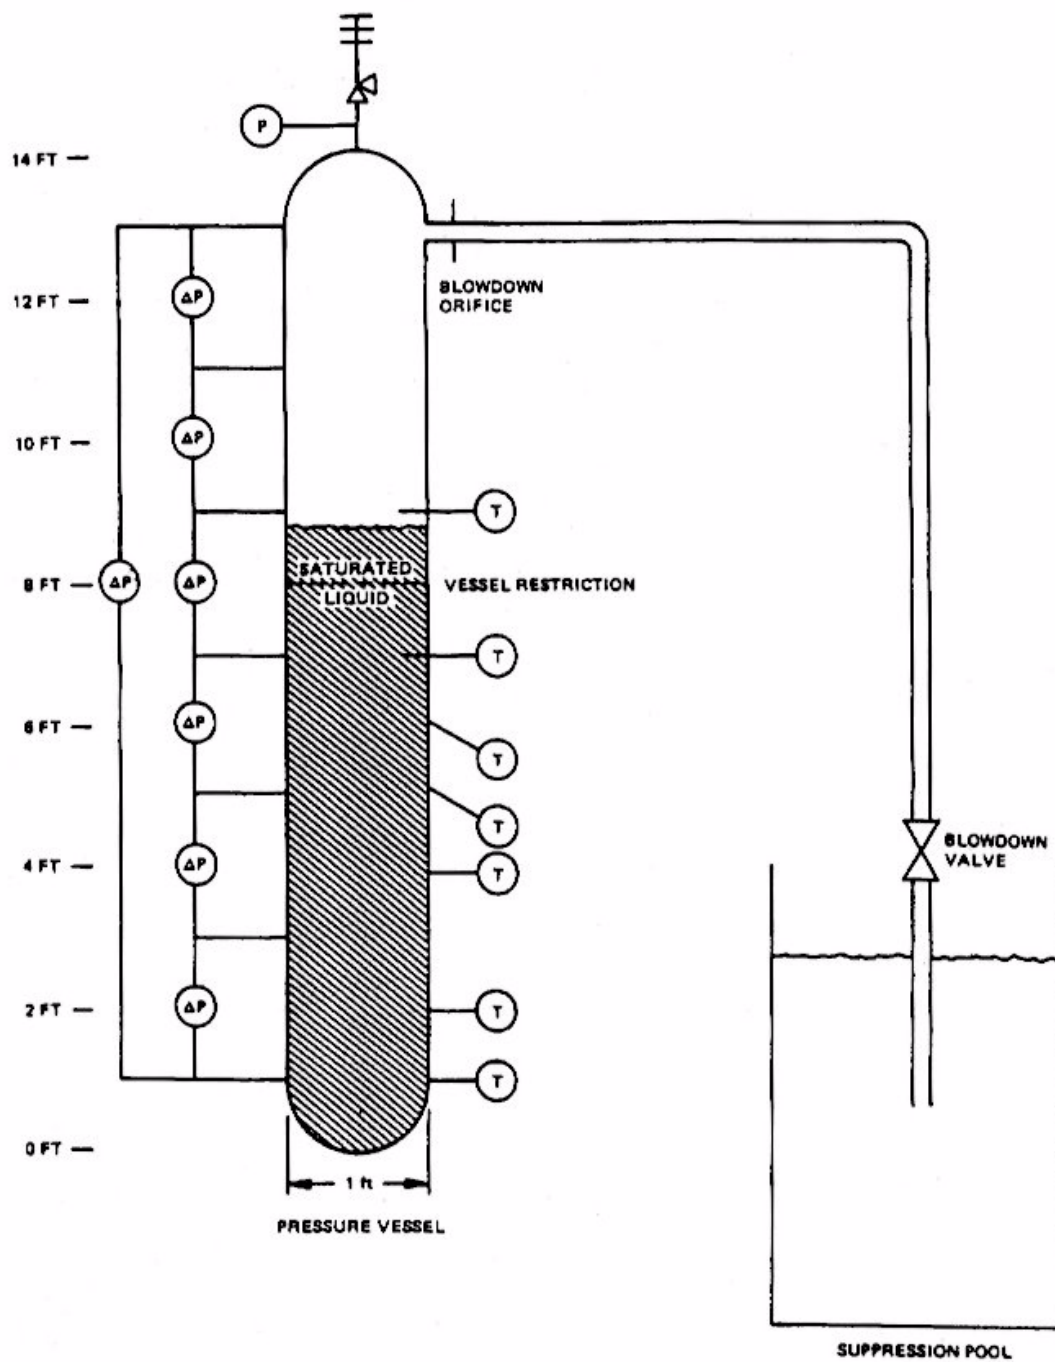 P
14 FT
BLOWDOWN
ORIFICE
ΔP
12 FT
ΔP
10 FT
T
SATURATED
LIQUID
ΔP
ΔP
8 FT
VESSEL RESTRICTION
T
ΔP
6 FT
T
T
BLOWDOWN
VALVE
ΔP
4 FT
T
ΔP
2 FT
T
T
0 FT
1 ft
PRESSURE VESSEL
SUPPRESSION POOL